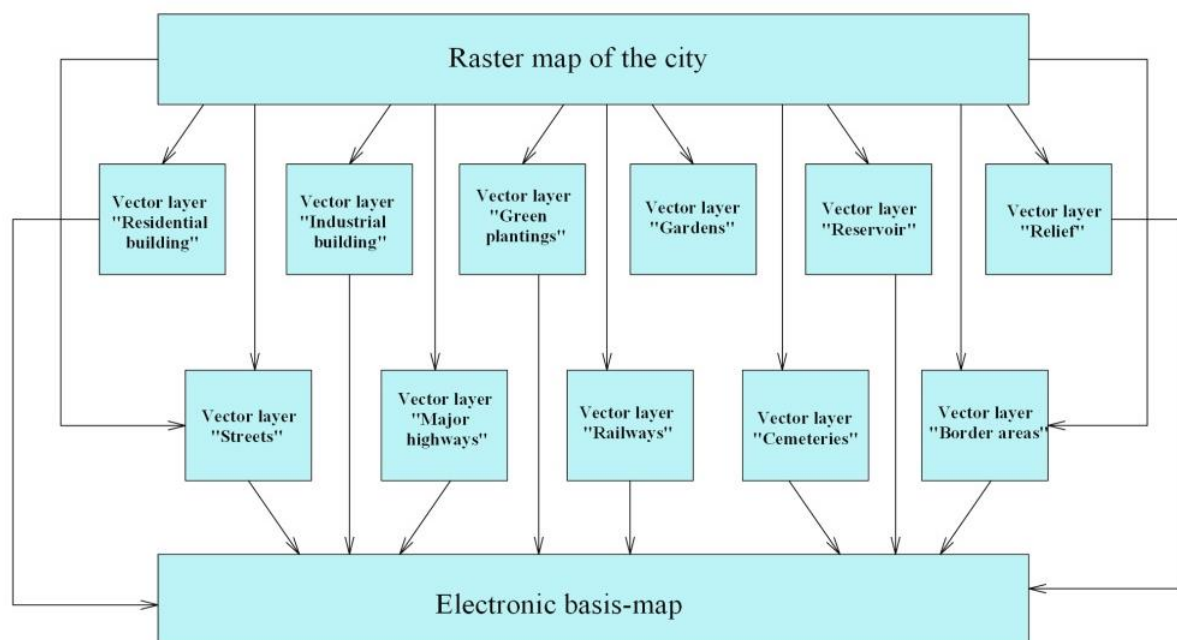 Raster map of the city
Vector layer
"Residential
building"
Vector layer
"Industrial
building"
Vector layer
"Green
plantings"
Vector layer
"Gardens"
Vector layer
"Reservoir"
Vector layer
"Relief"
Vector layer
"Streets"
Vector layer
"Major
highways"
Vector layer
"Railways"
Vector layer
"Cemeteries"
Vector layer
"Border areas"
Electronic basis-map